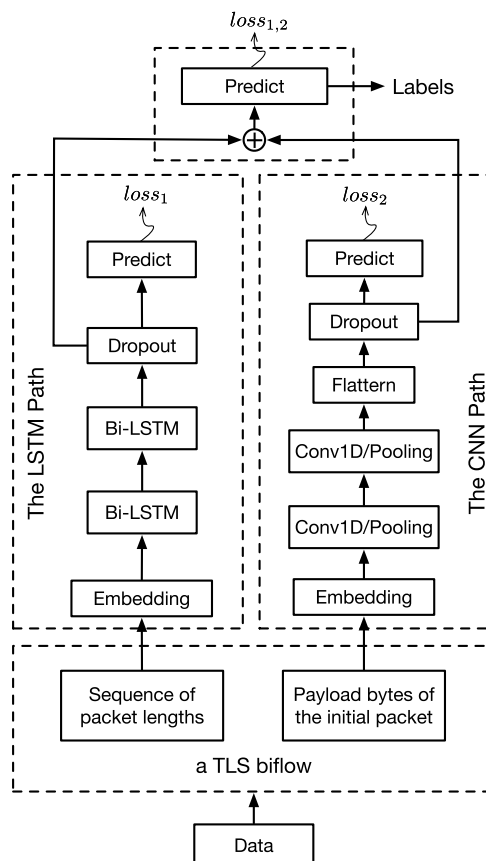 loss1,2
Predict
Labels
loss1
loss2
Predict
Predict
Dropout
Dropout
Flattern
Bi-LSTM
Conv1D/Pooling
Bi-LSTM
Conv1D/Pooling
Embedding
Embedding
The LSTM Path
The CNN Path
Sequence of
packet lengths
Payload bytes of
the initial packet
a TLS biflow
Data